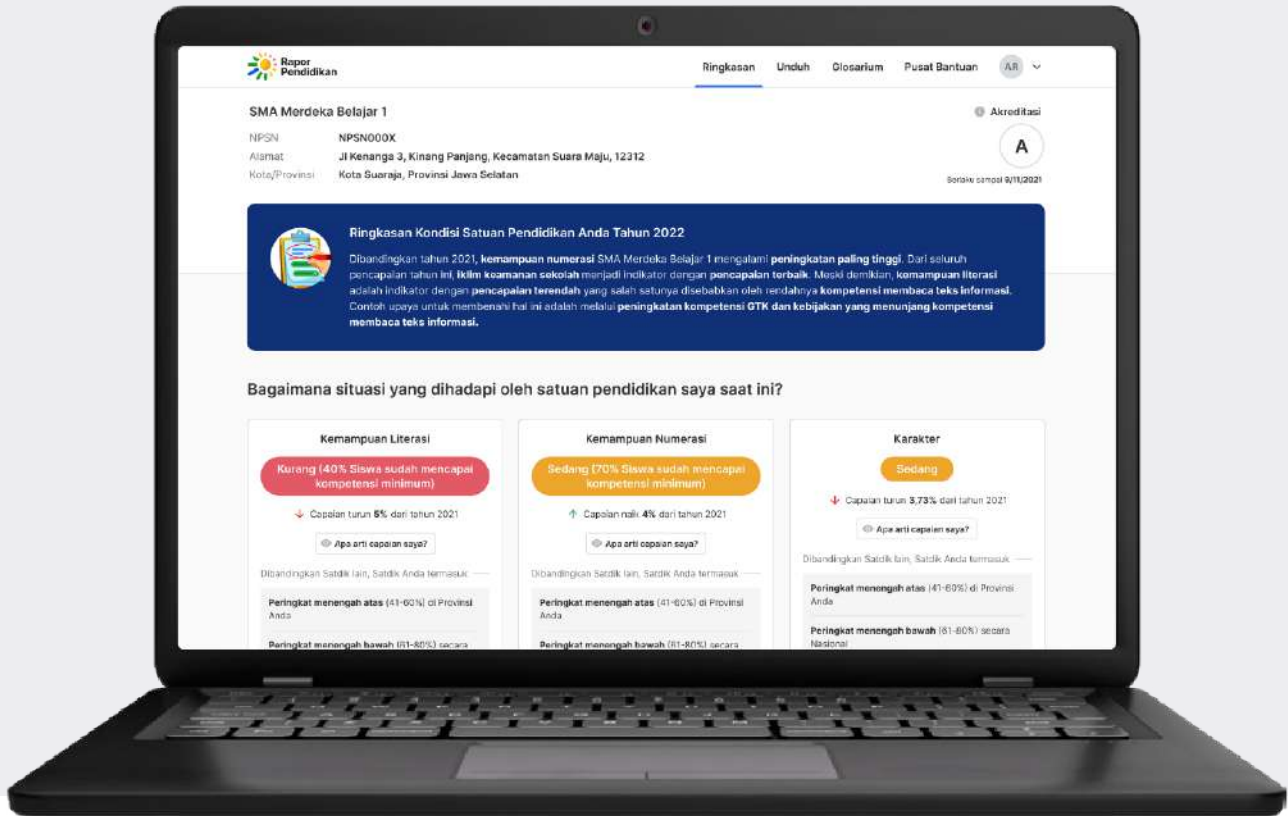 Rapor
Pendidikan
Ringkasan Unduh Glosarium Pusat Bantuan AR
SMA Merdeka Belajar 1
Akreditasi
NPSN NPSN000X
A
Alamat Jl Kenanga 3, Kinang Panjang, Kecamatan Suara Maju, 12312
Kota/Provinsi Kota Suaraja, Provinsi Jawa Selatan
Berlaku sampai 9/11/2021
Ringkasan Kondisi Satuan Pendidikan Anda Tahun 2022
Dibandingkan tahun 2021, kemampuan numerasi SMA Merdeka Belajar 1 mengalami peningkatan paling tinggi. Dari seluruh
pencapaian tahun ini, iklim keamanan sekolah menjadi indikator dengan pencapaian terbaik. Meski demikian, kemampuan literasi
adalah indikator dengan pencapaian terendah yang salah satunya disebabkan oleh rendahnya kompetensi membaca teks informasi.
Contoh upaya untuk membenahi hal ini adalah melalui peningkatan kompetensi GTK dan kebijakan yang menunjang kompetensi
membaca teks informasi.
Bagaimana situasi yang dihadapi oleh satuan pendidikan saya saat ini?
Kemampuan Literasi
Kurang (40% Siswa sudah mencapai
kompetensi minimum)
Capaian turun 5% dari tahun 2021
Apa arti capaian saya?
Dibandingkan Satdik lain, Satdik Anda termasuk
Peringkat menengah atas (41-60%) di Provinsi
Anda
Peringkat menengah bawah (61-80%) secara
Kemampuan Numerasi
Sedang (70% Siswa sudah mencapai
kompetensi minimum)
Capaian naik 4% dari tahun 2021
Apa arti capaian saya?
Dibandingkan Satdik lain, Satdik Anda termasuk
Peringkat menengah atas (41-60%) di Provinsi
Anda
Peringkat menengah bawah (61-80%) secara
Karakter
Sedang
Capaian turun 3,73% dari tahun 2021
Apa arti capaian saya?
Dibandingkan Satdik lain, Satdik Anda termasuk
Peringkat menengah atas (41-60%) di Provinsi
Anda
Peringkat menengah bawah (61-80%) secara
Nasional